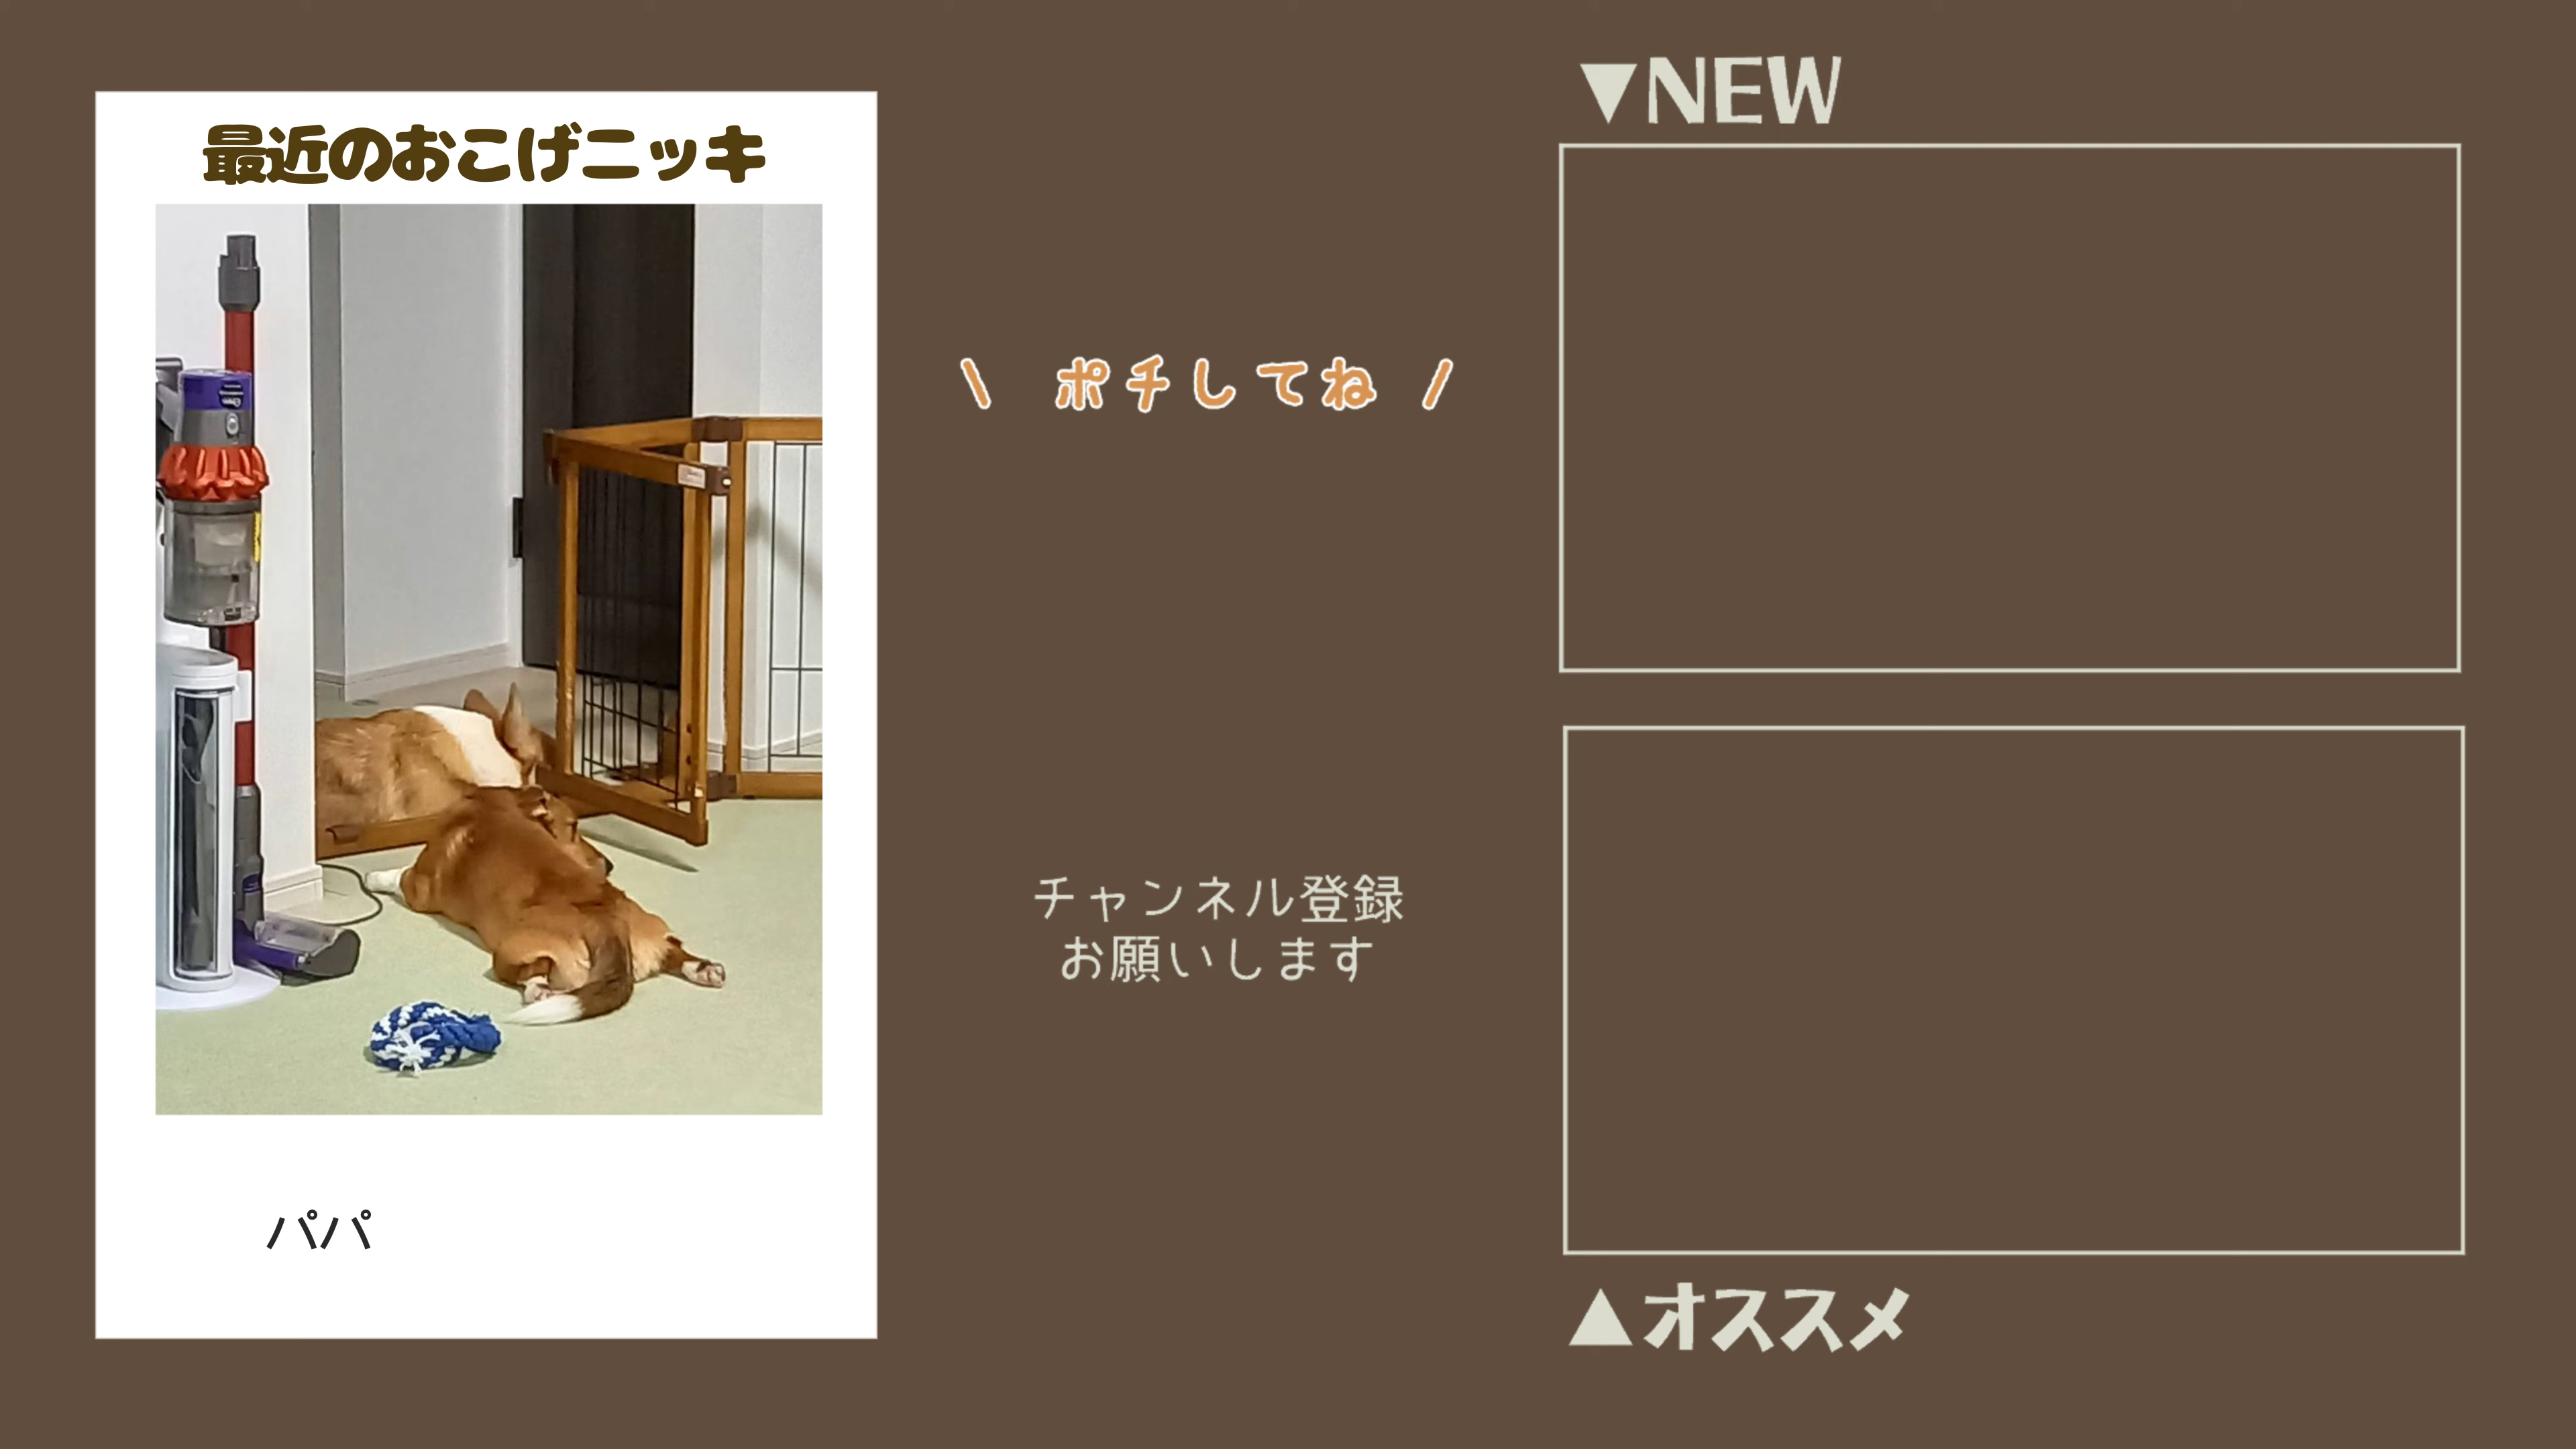 最近のおこげニッキ
パパ
\ ポチしてね /
チャンネル登録
お願いします
▼NEW
▲オススメ